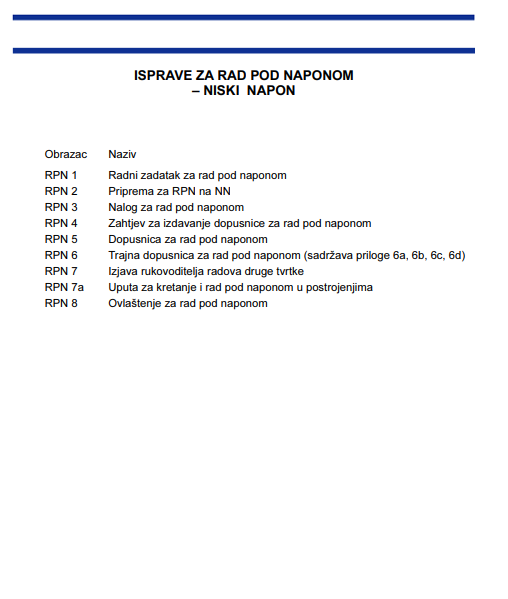 ISPRAVE ZA RAD POD NAPONOM
– NISKI NAPON
Obrazac Naziv
RPN 1 Radni zadatak za rad pod naponom
RPN 2 Priprema za RPN na NN
RPN 3 Nalog za rad pod naponom
RPN 4 Zahtjev za izdavanje dopusnice za rad pod naponom
RPN 5 Dopusnica za rad pod naponom
RPN 6 Trajna dopusnica za rad pod naponom (sadržava priloge 6a, 6b, 6c, 6d)
RPN 7 Izjava rukovoditelja radova druge tvrtke
RPN 7a Uputa za kretanje i rad pod naponom u postrojenjima
RPN 8 Ovlaštenje za rad pod naponom